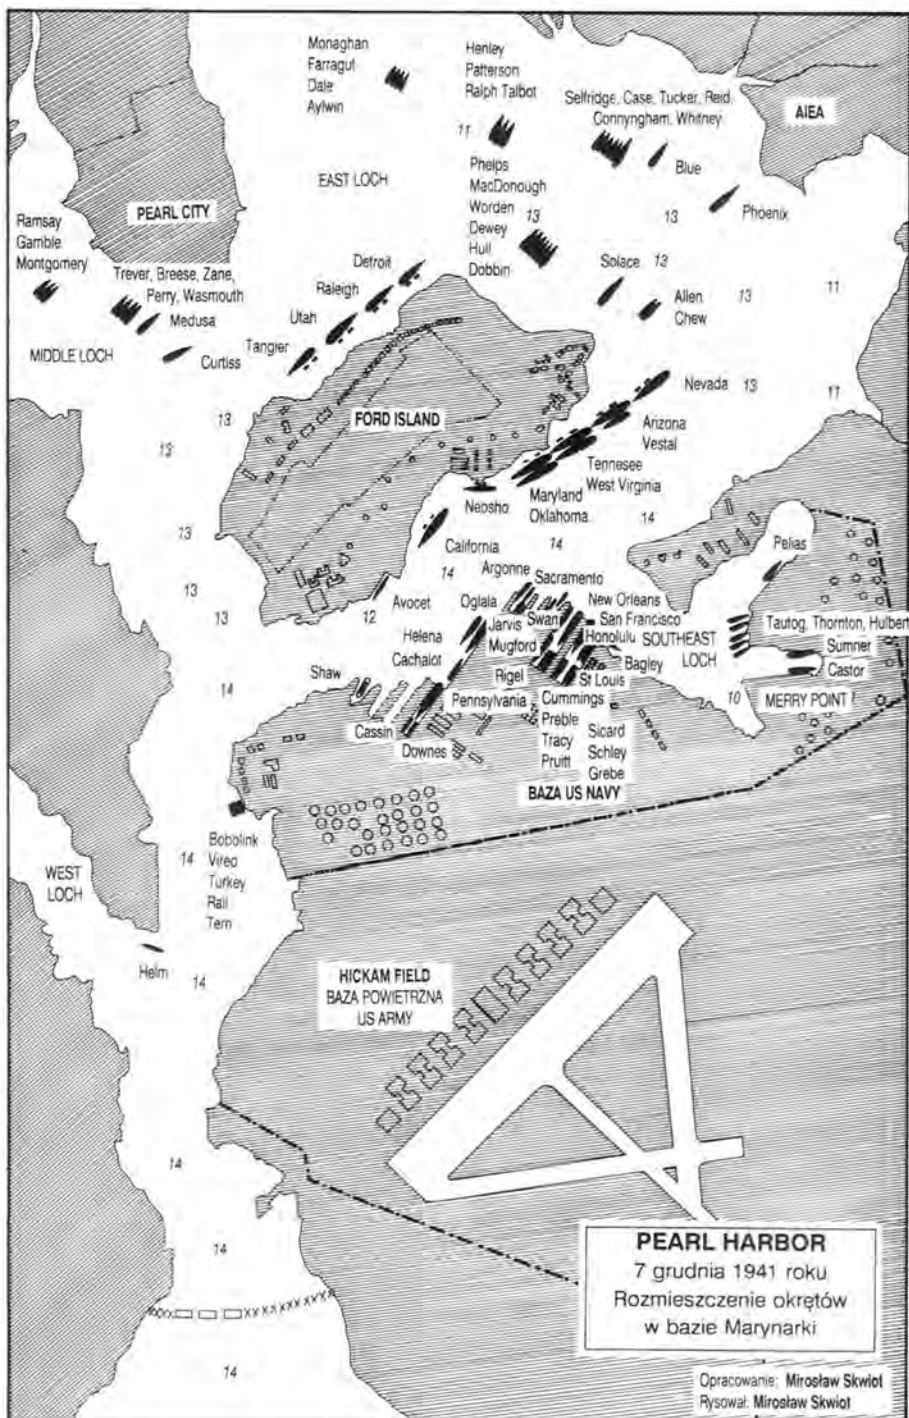 Monaghan
Farragut
Dale
Aylwin
Henley
Patterson
Ralph Talbot
Selfridge, Case, Tucker, Reid,
Connyngham, Whitney
AIEA
11
Blue
EAST LOCH
Phelps
MacDonough
Worden
Dewey
Hull
Dobbin
13
13
Phoenix
PEARL CITY
Ramsay
Gamble
Montgomery
Trever, Breese, Zane,
Perry, Wasmouth
Medusa
MIDDLE LOCH
Curtiss
Detroit
Raleigh
Utah
Tangier
Solace
13
Allen
Chew
13
11
Nevada
13
11
13
13
FORD ISLAND
Arizona
Vestal
Tennesee
West Virginia
Maryland
Oklahoma
Neosho
14
13
California
14
14
Pelias
13
13
12
Avocet
Argonne
Sacramento
Oglala
Swan
New Orleans
San Francisco
Honolulu
Jarvis
Mugford
Helena
Cachalot
SOUTHEAST
LOCH
Tautog, Thornton, Hulbert
Sumner
Castor
Bagley
St Louis
Rigel
Shaw
14
10
MERRY POINT
Pennsylvania
Cassin
Downes
Cummings
Preble
Tracy
Pruitt
Sicard
Schley
Grebe
BAZA US NAVY
14
Bobolink
Vireo
Turkey
Rail
Tern
WEST
LOCH
Helm
14
HICKAM FIELD
BAZA POWIETRZNA
US ARMY
14
14
14
PEARL HARBOR
7 grudnia 1941 roku
Rozmieszczenie okrętów
w bazie Marynarki
Opracowanie: Mirosław Skwiot
Rysował: Mirosław Skwiot